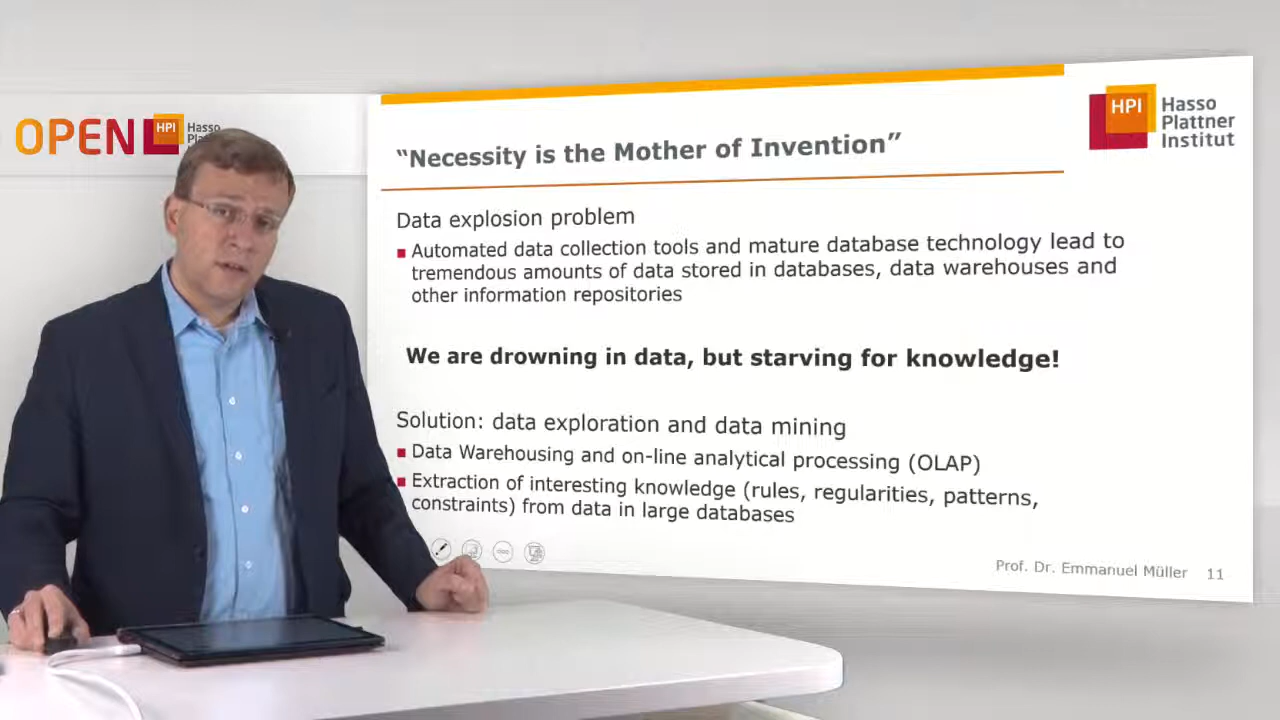 OPEN
HPI
Hasso
HPI
Hasso
Plattner
Institut
“Necessity is the Mother of Invention”
Data explosion problem
Automated data collection tools and mature database technology lead to
tremendous amounts of data stored in databases, data warehouses and
other information repositories
We are drowning in data, but starving for knowledge!
Solution: data exploration and data mining
Data Warehousing and on-line analytical processing (OLAP)
Extraction of interesting knowledge (rules, regularities, patterns,
constraints) from data in large databases
Prof. Dr. Emmanuel Müller 11